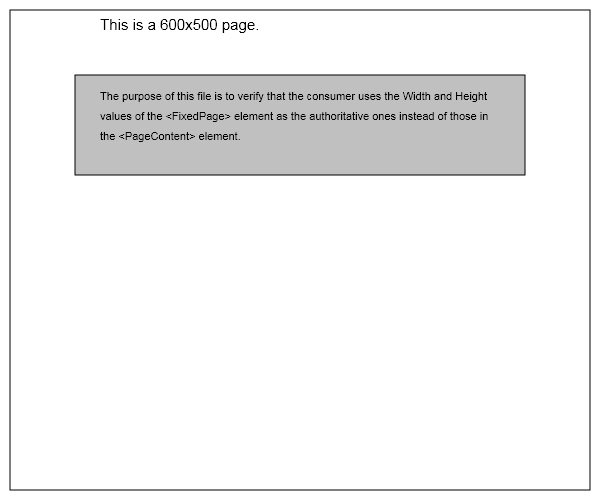 This is a 600x500 page.
The purpose of this file is to verify that the consumer uses the Width and Height
values of the <FixedPage> element as the authoritative ones instead of those in
the <PageContent> element.